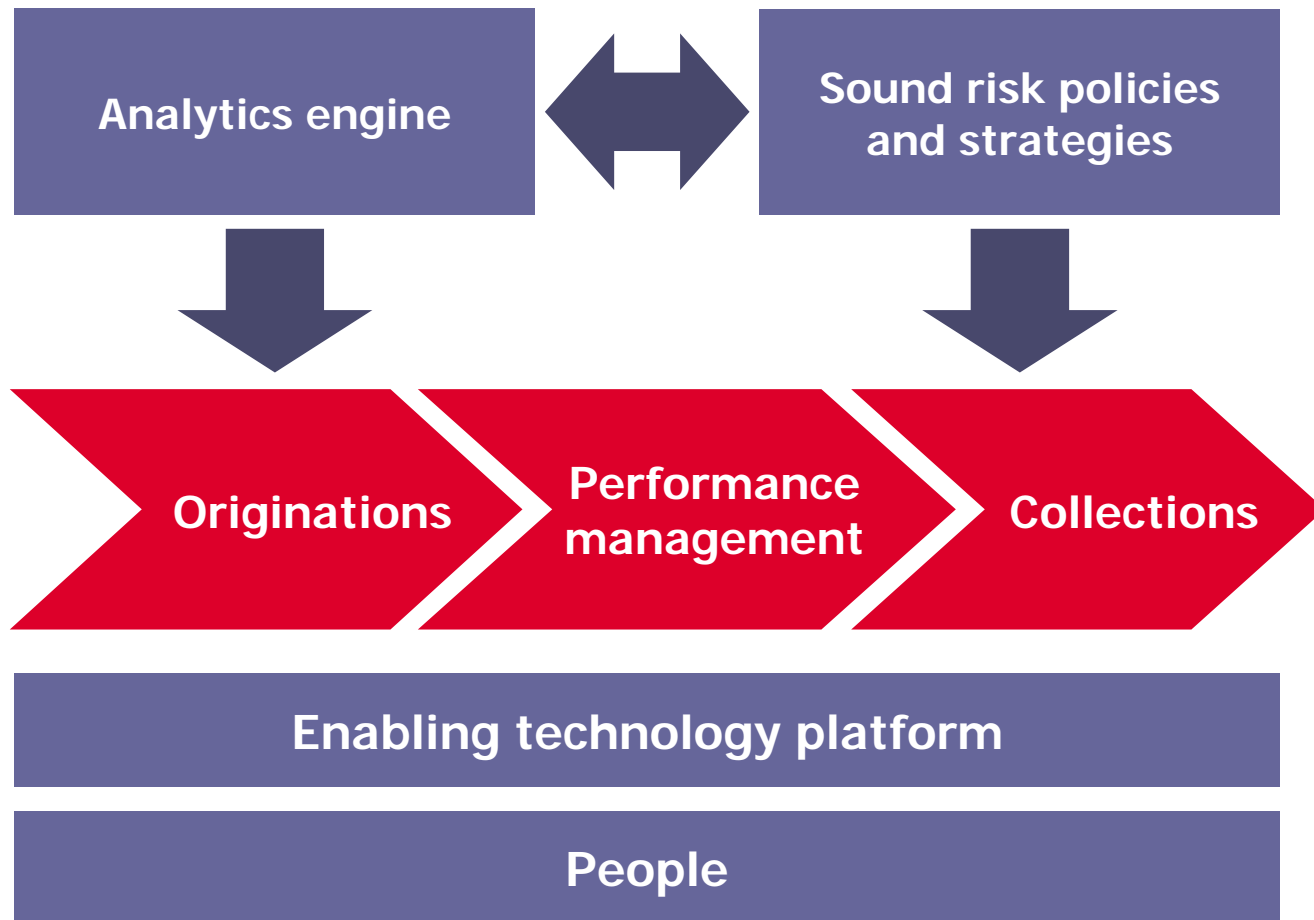 Analytics engine
Sound risk policies
and strategies
Originations
Performance
management
Collections
Enabling technology platform
People